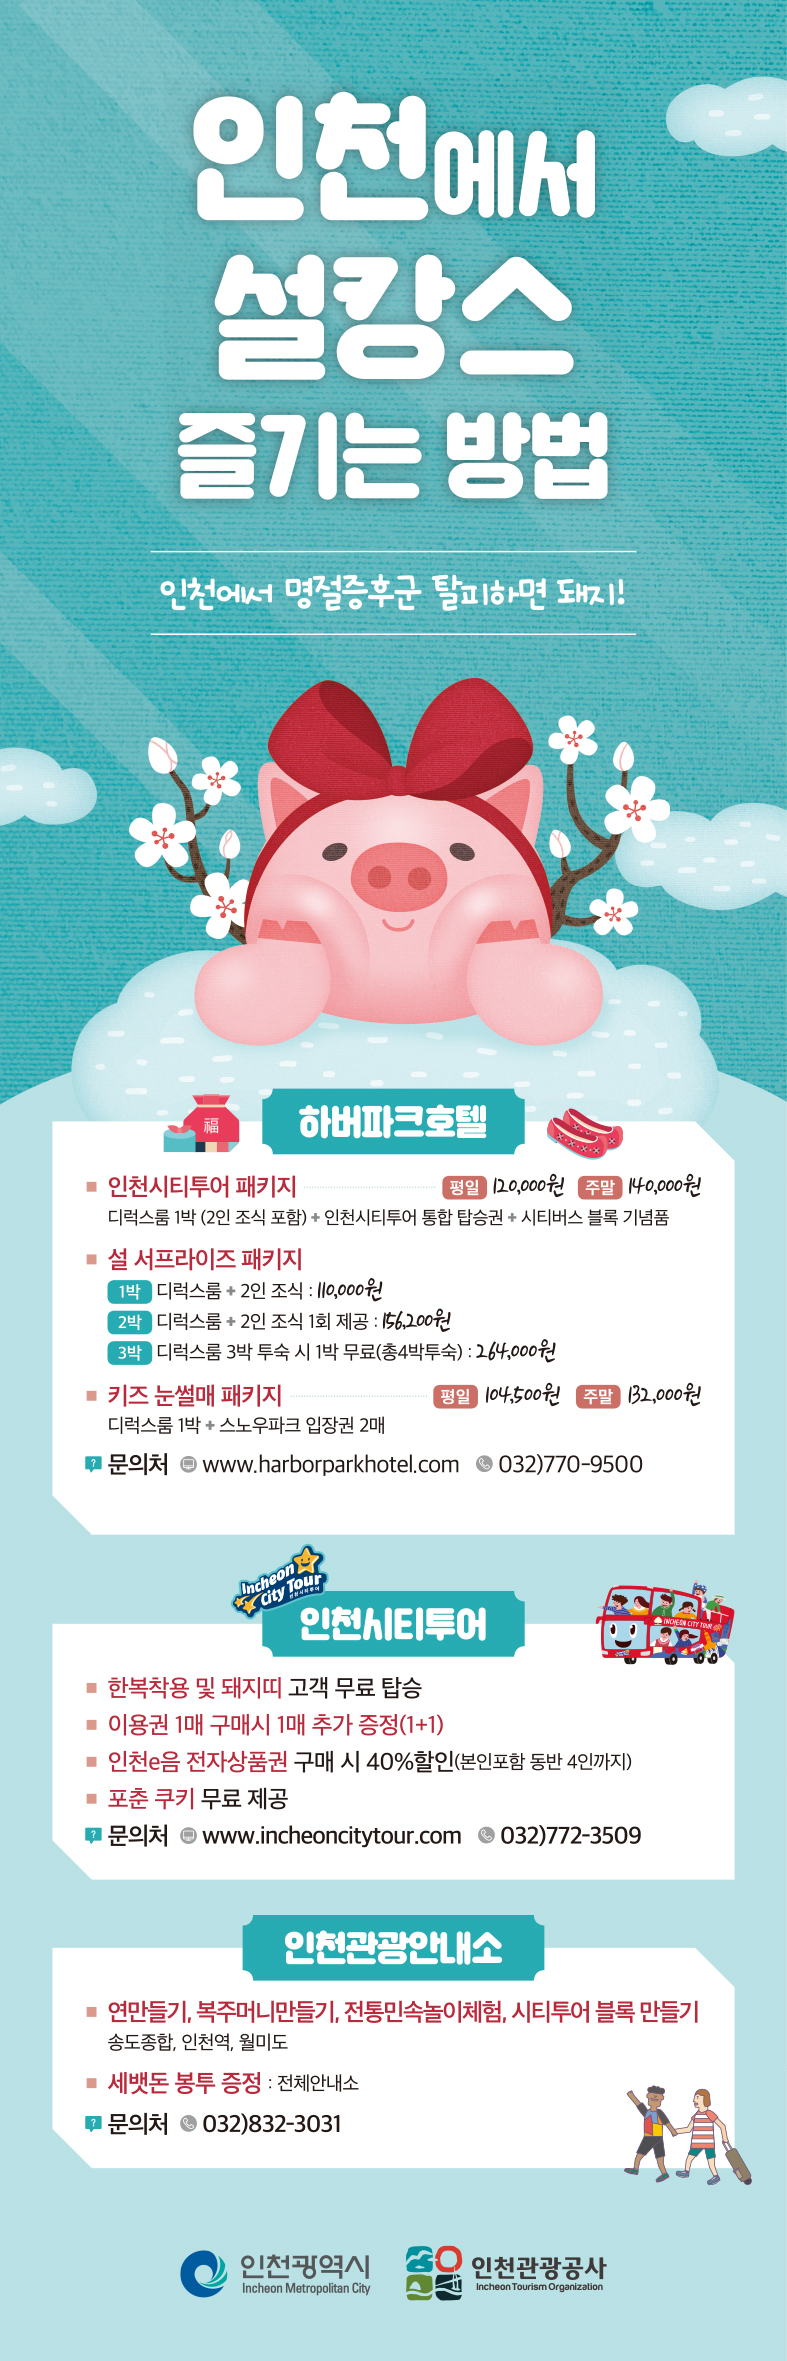 인천에서
설캉스
즐기는 방법
인천에서 명절증후군 탈피하면 돼지!
福
하버파크호텔
인천시티투어 패키지 평일 120,000원 주말 140,000원
디럭스룸 1박 (2인 조식 포함) + 인천시티투어 통합 탑승권 + 시티버스 블록 기념품
설 서프라이즈 패키지
1박 디럭스룸 + 2인 조식 : 110,000원
2박 디럭스룸 + 2인 조식 1회 제공 : 156,200원
3박 디럭스룸 3박 투숙 시 1박 무료(총4박투숙) : 264,000원
키즈 눈썰매 패키지 평일 104,500원 주말 132,000원
디럭스룸 1박 + 스노우파크 입장권 2매
? 문의처 www.harborparkhotel.com 032)770-9500
Incheon
City Tour
인천시티투어
인천시티투어
INCHEON CITY TOUR
한복착용 및 돼지띠 고객 무료 탑승
이용권 1매 구매시 1매 추가 증정(1+1)
인천e음 전자상품권 구매 시 40%할인(본인포함 동반 4인까지)
포춘 쿠키 무료 제공
? 문의처 www.incheoncitytour.com 032)772-3509
인천관광안내소
연만들기, 복주머니만들기, 전통민속놀이체험, 시티투어 블록 만들기
송도종합, 인천역, 월미도
세뱃돈 봉투 증정 : 전체안내소
? 문의처 032)832-3031
인천광역시
Incheon Metropolitan City
인천관광공사
Incheon Tourism Organization